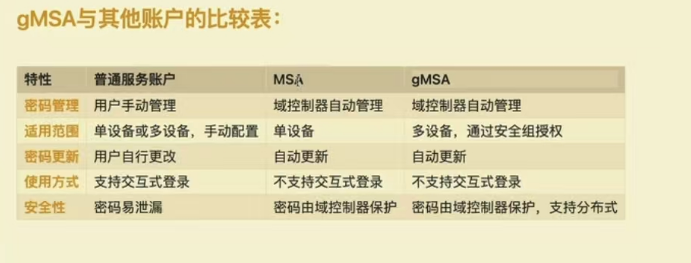 gMSA与其他账户的比较表：
特性 普通服务账户 MSA gMSA
密码管理 用户手动管理 域控制器自动管理 域控制器自动管理
适用范围 单设备或多设备，手动配置 单设备 多设备，通过安全组授权
密码更新 用户自行更改 自动更新 自动更新
使用方式 支持交互式登录 不支持交互式登录 不支持交互式登录
安全性 密码易泄漏 密码由域控制器保护 密码由域控制器保护，支持分布式